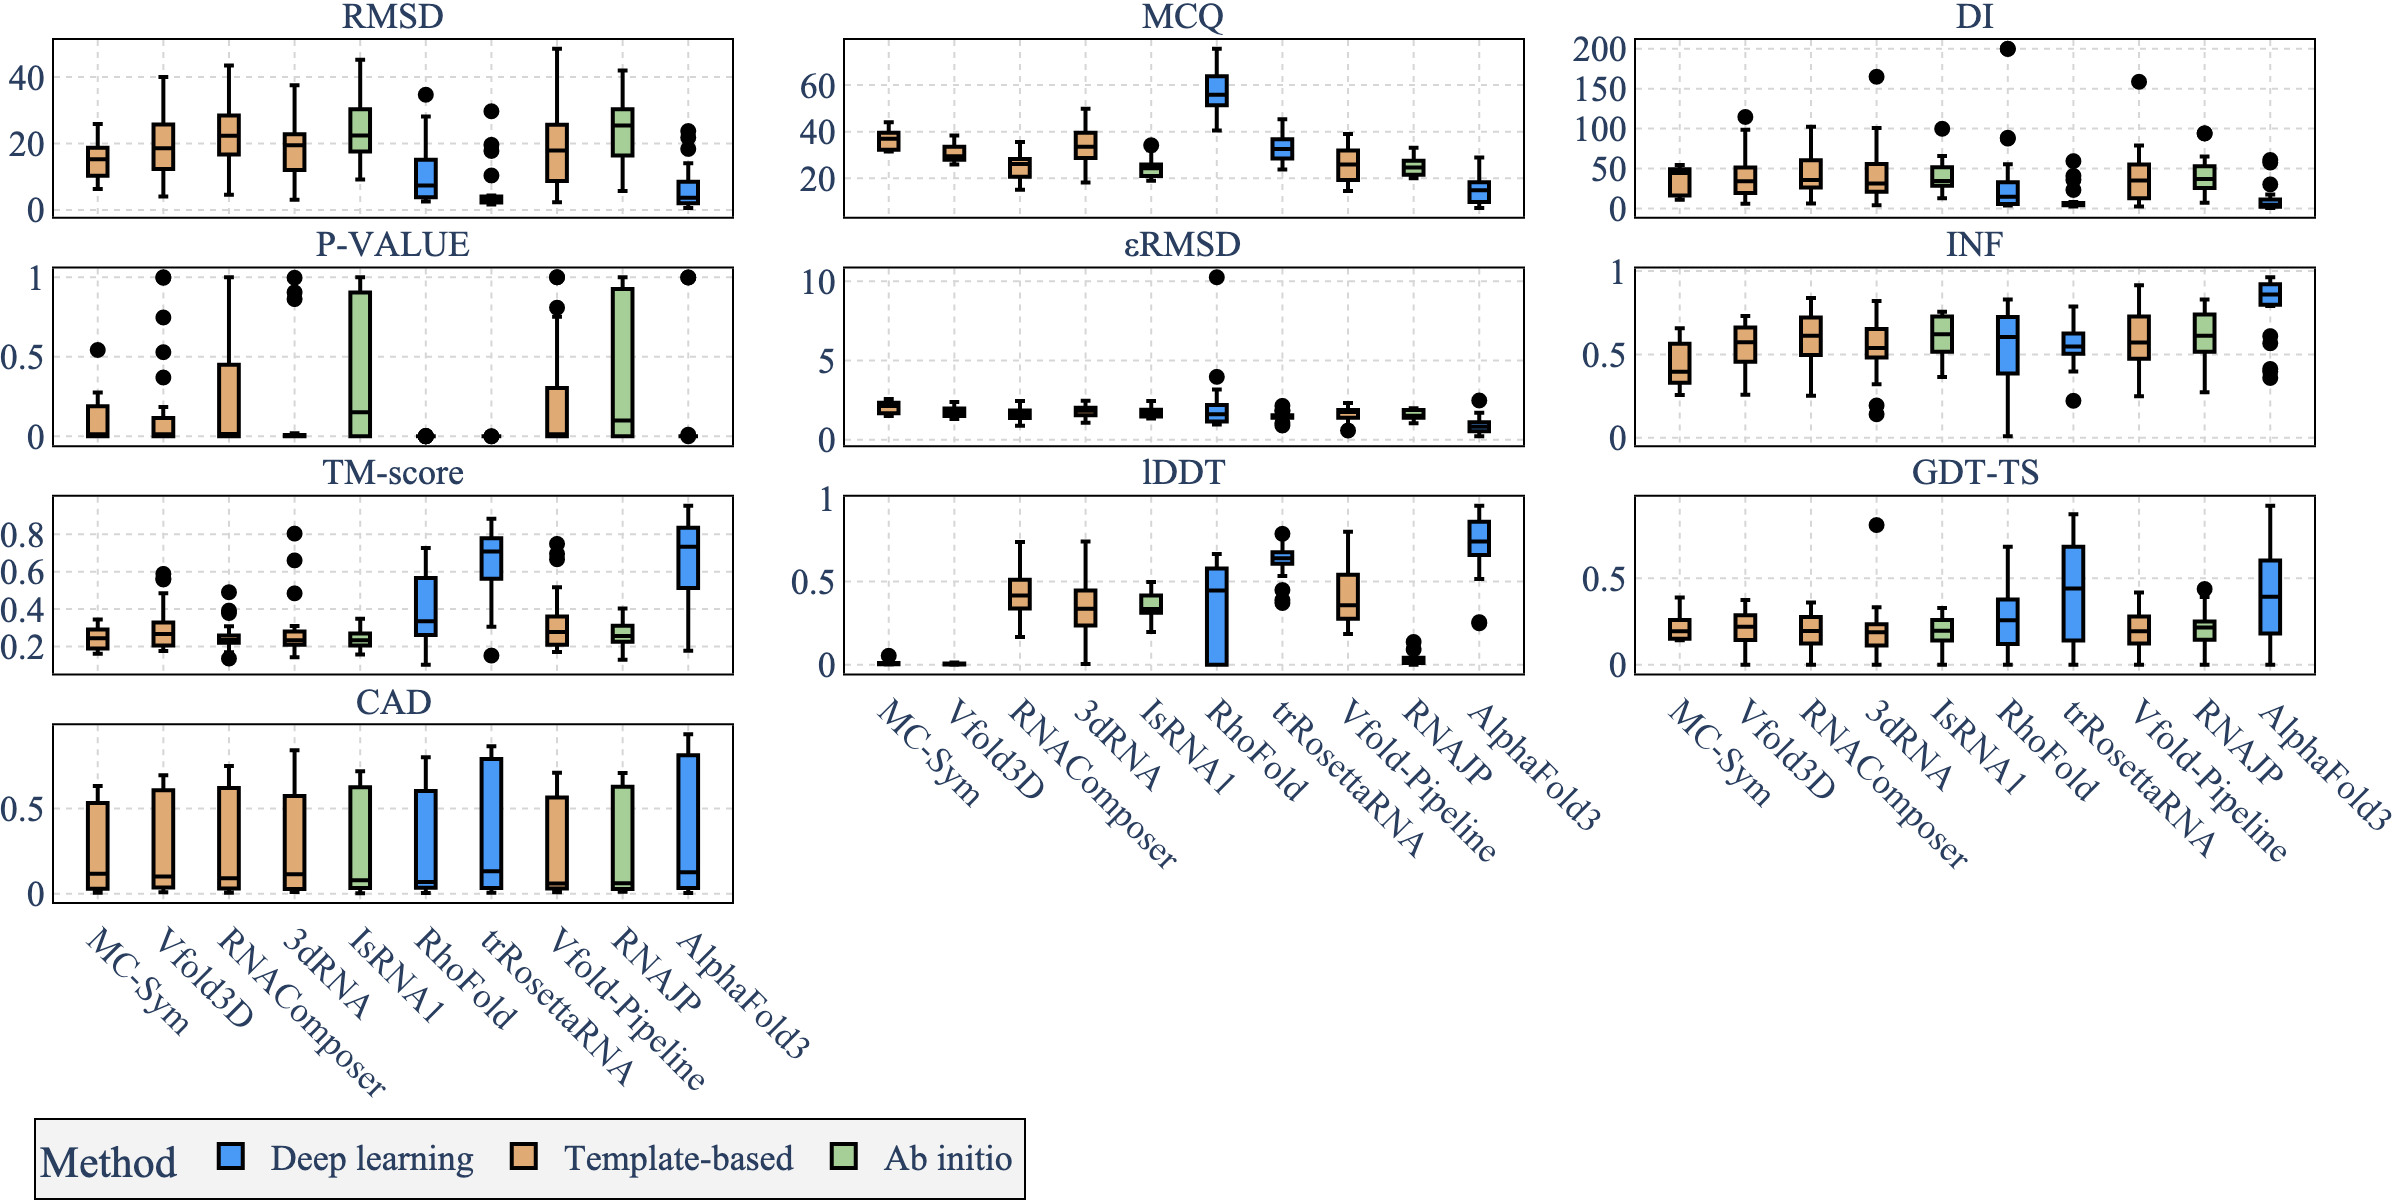 RMSD
40
20
0
MCQ
60
40
20
DI
200
150
100
50
0
P-VALUE
1
0.5
0
εRMSD
10
5
0
INF
1
0.5
0
TM-score
0.8
0.6
0.4
0.2
lDDT
1
0.5
0
GDT-TS
0.5
0
MC-Sym
Vfold3D
RNAComposer
3dRNA
IsRNA1
RhoFold
trRosettaRNA
Vfold-Pipeline
RNAJP
AlphaFold3
MC-Sym
Vfold3D
RNAComposer
3dRNA
IsRNA1
RhoFold
trRosettaRNA
Vfold-Pipeline
RNAJP
AlphaFold3
CAD
0.5
0
MC-Sym
Vfold3D
RNAComposer
3dRNA
IsRNA1
RhoFold
trRosettaRNA
Vfold-Pipeline
RNAJP
AlphaFold3
Method Deep learning Template-based Ab initio